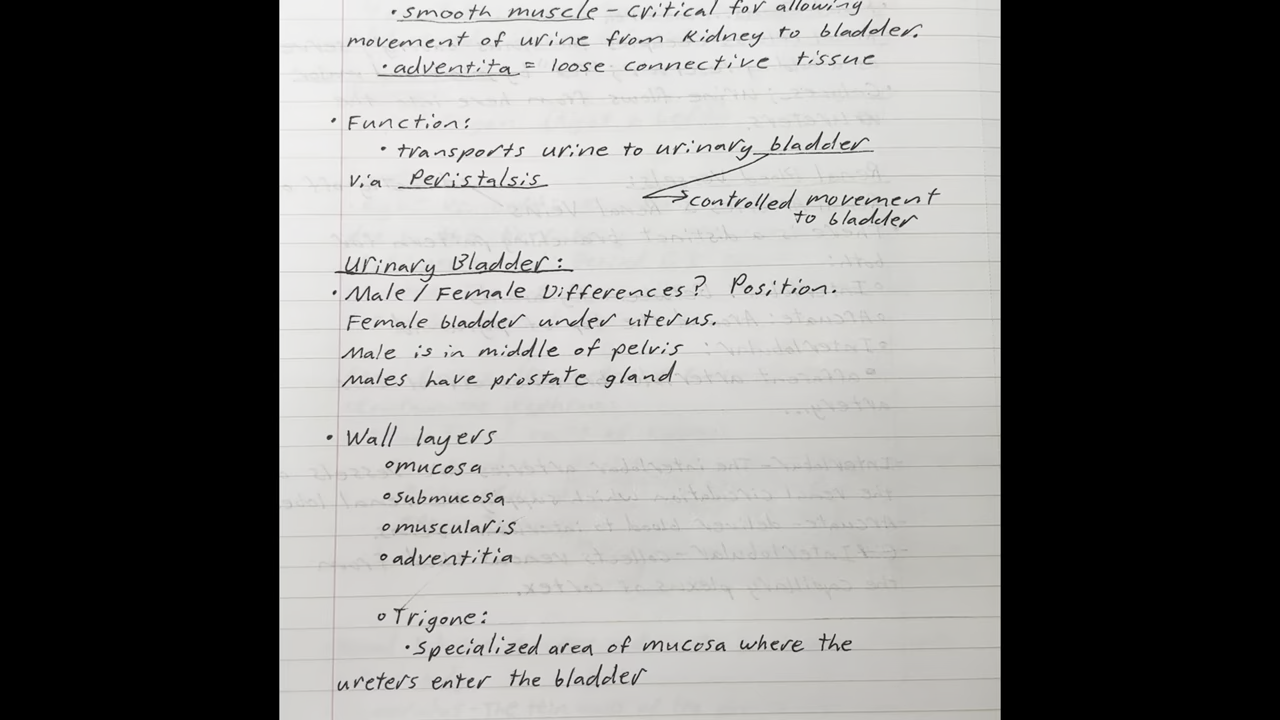 • smooth muscle - critical for allowing
movement of urine from kidney to bladder.
• adventita = loose connective tissue
• Function:
• transports urine to urinary bladder
via Peristalsis
controlled movement
to bladder
Urinary Bladder:
• Male / Female Differences? Position.
Female bladder under uterus.
Male is in middle of pelvis
Males have prostate gland
• Wall layers
o mucosa
o submucosa
o muscularis
o adventitia
o Trigone:
• specialized area of mucosa where the
ureters enter the bladder